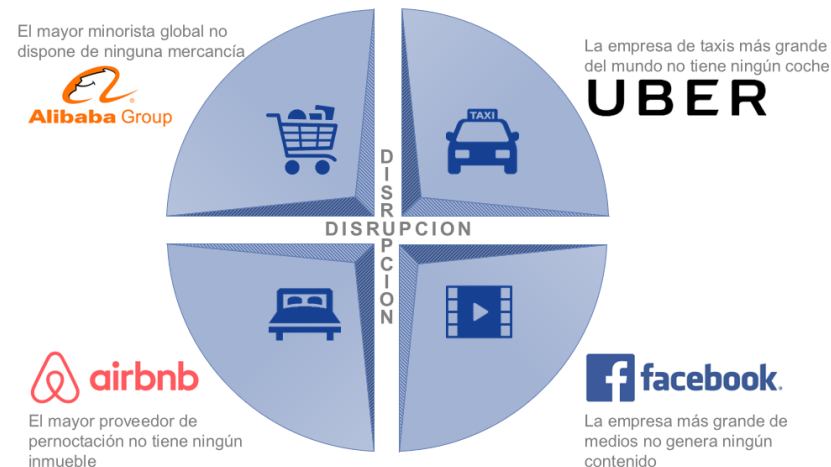 El mayor minorista global no
dispone de ninguna mercancía
Alibaba Group
La empresa de taxis más grande
del mundo no tiene ningún coche
UBER
TAXI
DISRUPCION
DISRUPCION
airbnb
El mayor proveedor de
pernoctación no tiene ningún
inmueble
facebook.
La empresa más grande de
medios no genera ningún
contenido